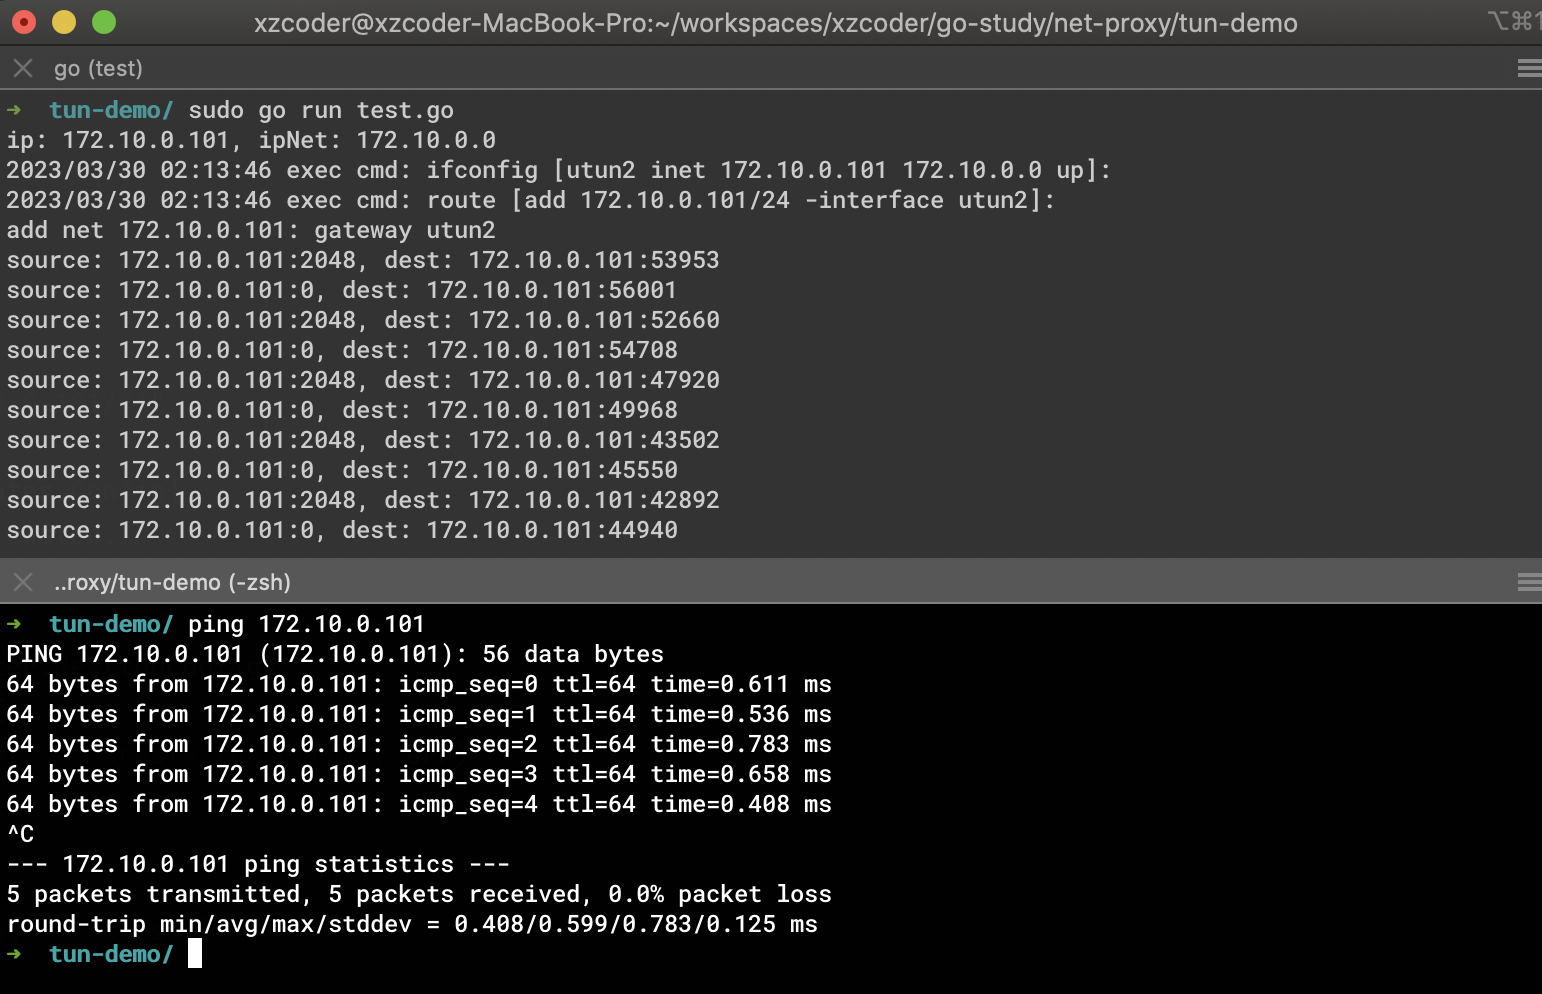 xzcoder@xzcoder-MacBook-Pro:~/workspaces/xzcoder/go-study/net-proxy/tun-demo ⌥⌘1
go (test)
➜ tun-demo/ sudo go run test.go
ip: 172.10.0.101, ipNet: 172.10.0.0
2023/03/30 02:13:46 exec cmd: ifconfig [utun2 inet 172.10.0.101 172.10.0.0 up]:
2023/03/30 02:13:46 exec cmd: route [add 172.10.0.101/24 -interface utun2]:
add net 172.10.0.101: gateway utun2
source: 172.10.0.101:2048, dest: 172.10.0.101:53953
source: 172.10.0.101:0, dest: 172.10.0.101:56001
source: 172.10.0.101:2048, dest: 172.10.0.101:52660
source: 172.10.0.101:0, dest: 172.10.0.101:54708
source: 172.10.0.101:2048, dest: 172.10.0.101:47920
source: 172.10.0.101:0, dest: 172.10.0.101:49968
source: 172.10.0.101:2048, dest: 172.10.0.101:43502
source: 172.10.0.101:0, dest: 172.10.0.101:45550
source: 172.10.0.101:2048, dest: 172.10.0.101:42892
source: 172.10.0.101:0, dest: 172.10.0.101:44940
..roxy/tun-demo (-zsh)
➜ tun-demo/ ping 172.10.0.101
PING 172.10.0.101 (172.10.0.101): 56 data bytes
64 bytes from 172.10.0.101: icmp_seq=0 ttl=64 time=0.611 ms
64 bytes from 172.10.0.101: icmp_seq=1 ttl=64 time=0.536 ms
64 bytes from 172.10.0.101: icmp_seq=2 ttl=64 time=0.783 ms
64 bytes from 172.10.0.101: icmp_seq=3 ttl=64 time=0.658 ms
64 bytes from 172.10.0.101: icmp_seq=4 ttl=64 time=0.408 ms
^C
--- 172.10.0.101 ping statistics ---
5 packets transmitted, 5 packets received, 0.0% packet loss
round-trip min/avg/max/stddev = 0.408/0.599/0.783/0.125 ms
➜ tun-demo/